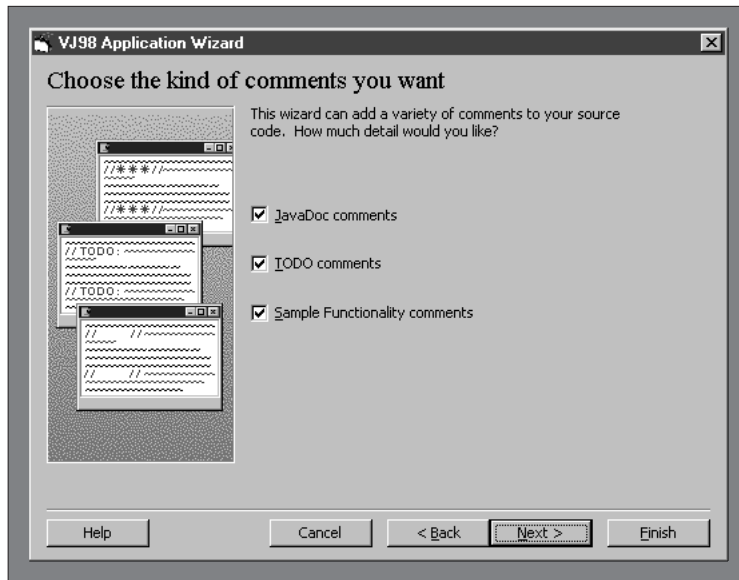 VJ98 Application Wizard
Choose the kind of comments you want
This wizard can add a variety of comments to your source
code. How much detail would you like?
//***//
//***//
//TODO:
//TODO:
// //
// //
JavaDoc comments
TODO comments
Sample Functionality comments
Help
Cancel
< Back
Next >
Finish